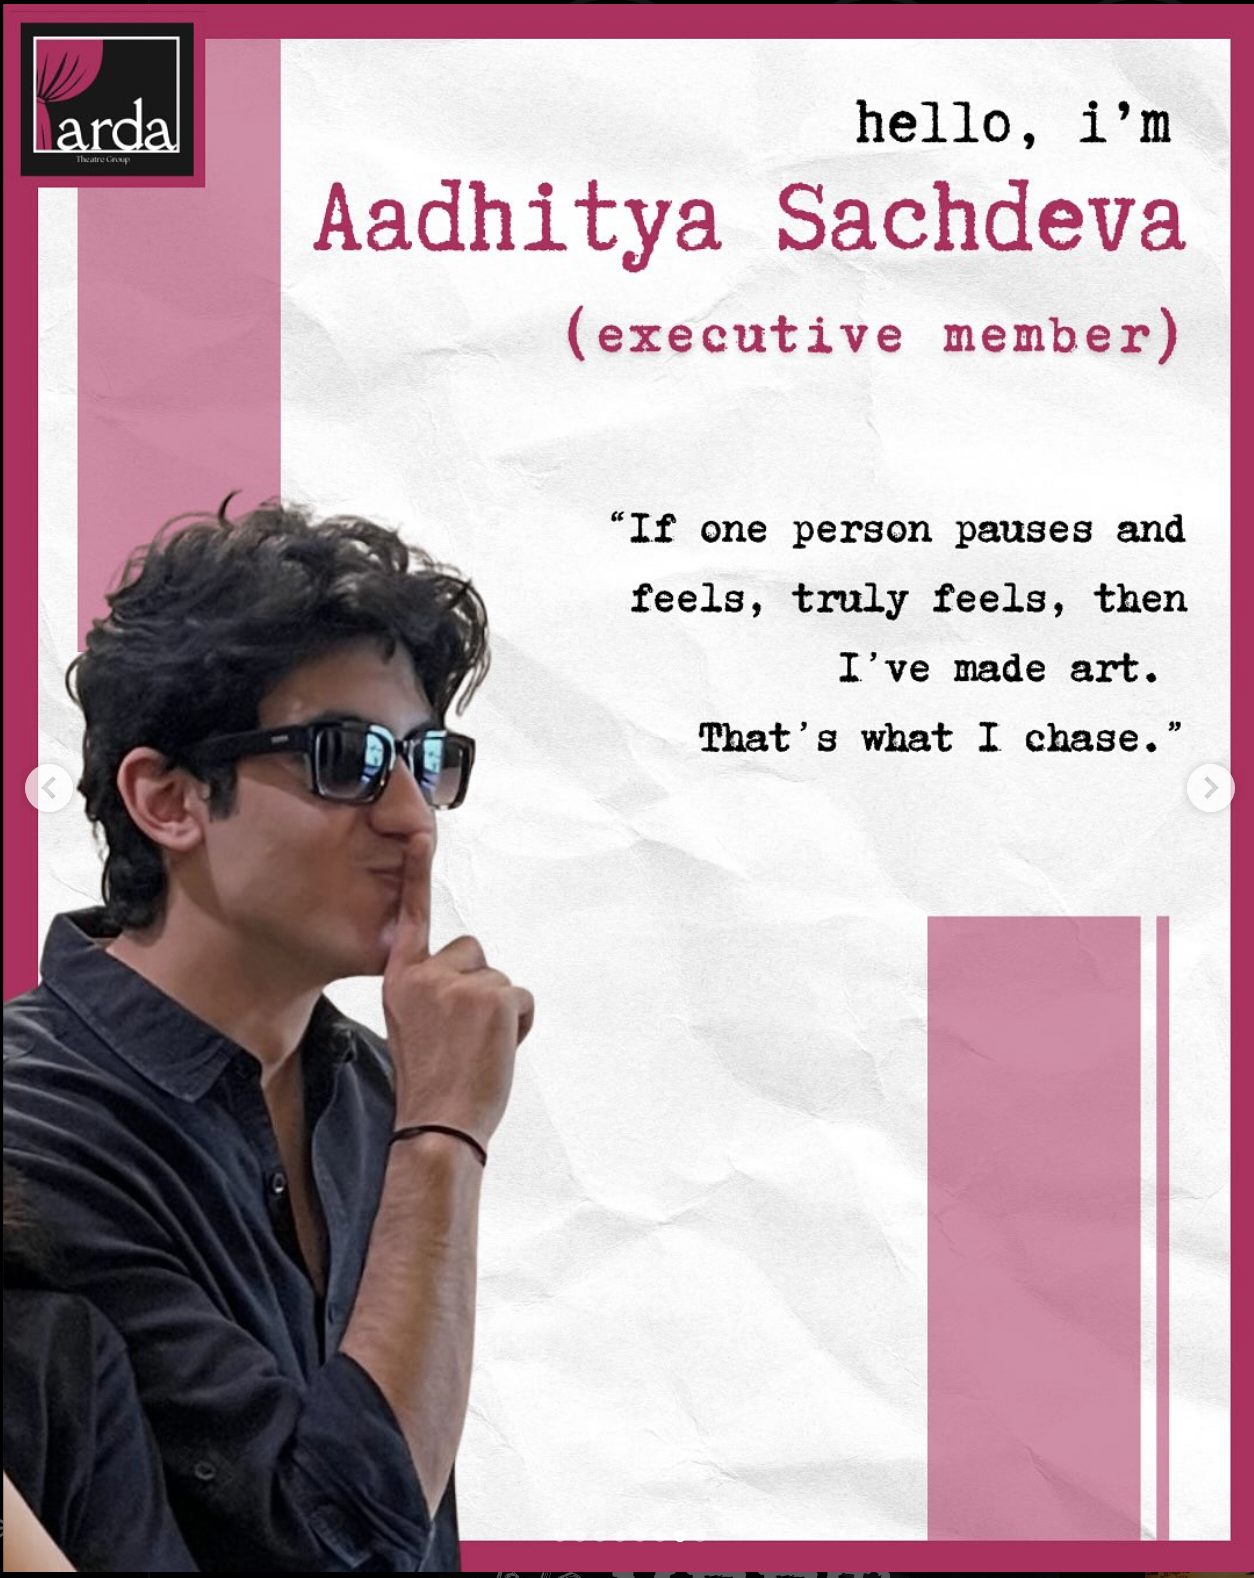 arda
Theatre Group
hello, i'm
Aadhitya Sachdeva
(executive member)
“If one person pauses and
feels, truly feels, then
I've made art.
That's what I chase.”